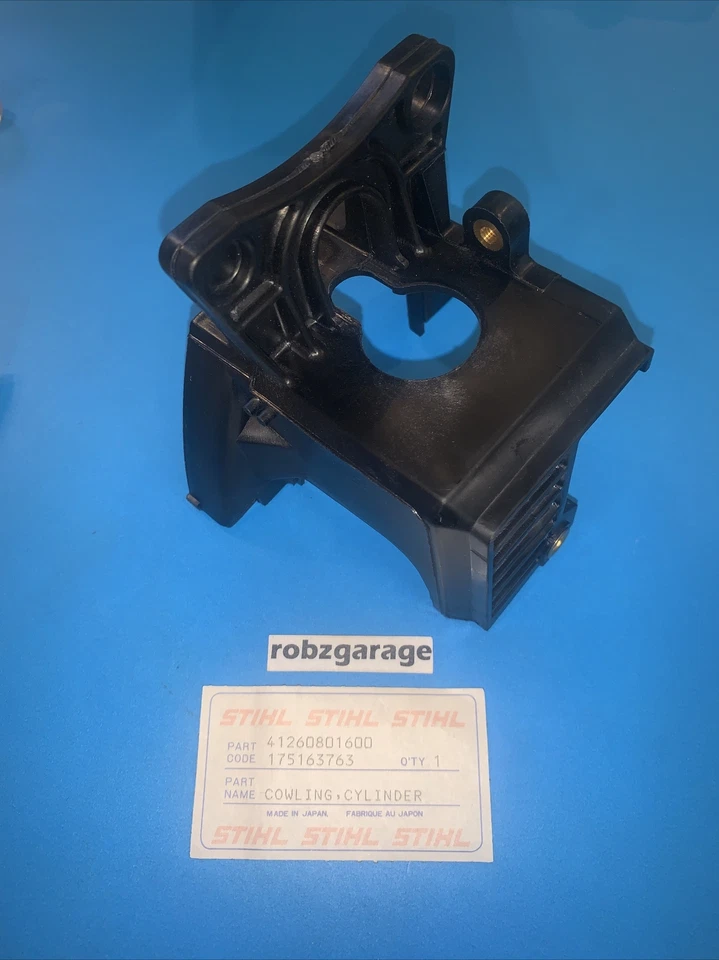 robzgarage
STIHL STIHL STIHL
PART 41260801600
CODE 175163763 Q'TY 1
PART
NAME COWLING,CYLINDER
MADE IN JAPAN, FABRIQUE AU JAPON
STIHL STIHL STIHL